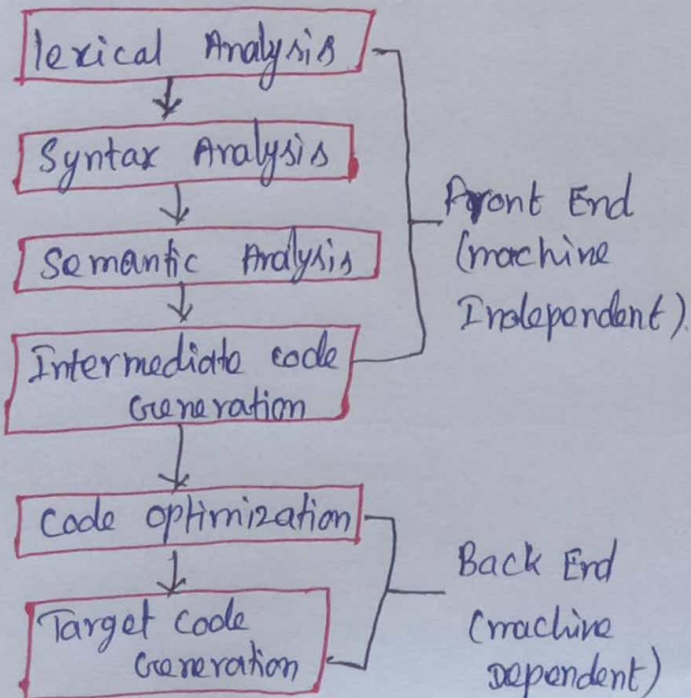 lexical Analysis
Syntax Analysis
Semantic Analysis
Intermediate code
Generation
Front End
(machine
Independent).
Code optimization
Target code
Generation
Back End
(machine
Dependent)